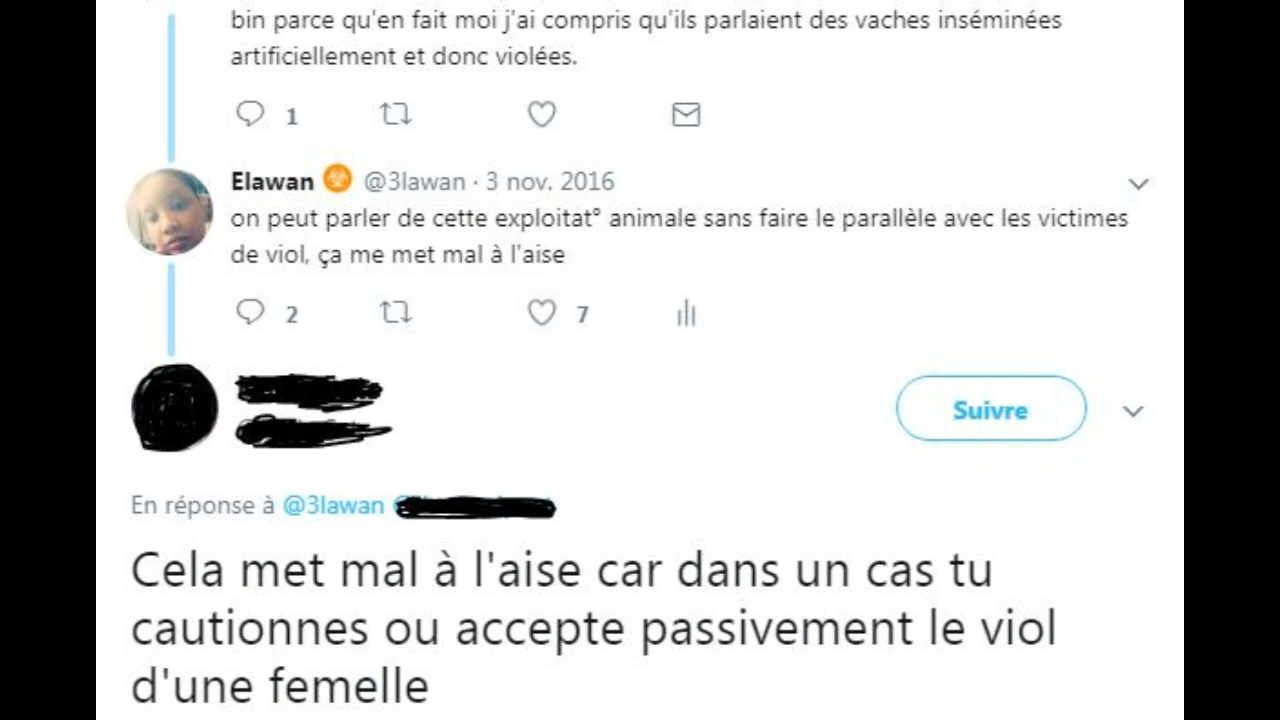 bin parce qu'en fait moi j'ai compris qu'ils parlaient des vaches inséminées
artificiellement et donc violées.
1
Elawan @3lawan · 3 nov. 2016
on peut parler de cette exploitat° animale sans faire le parallèle avec les victimes
de viol, ça me met mal à l'aise
2 7
Suivre
En réponse à @3lawan
Cela met mal à l'aise car dans un cas tu
cautionnes ou accepte passivement le viol
d'une femelle